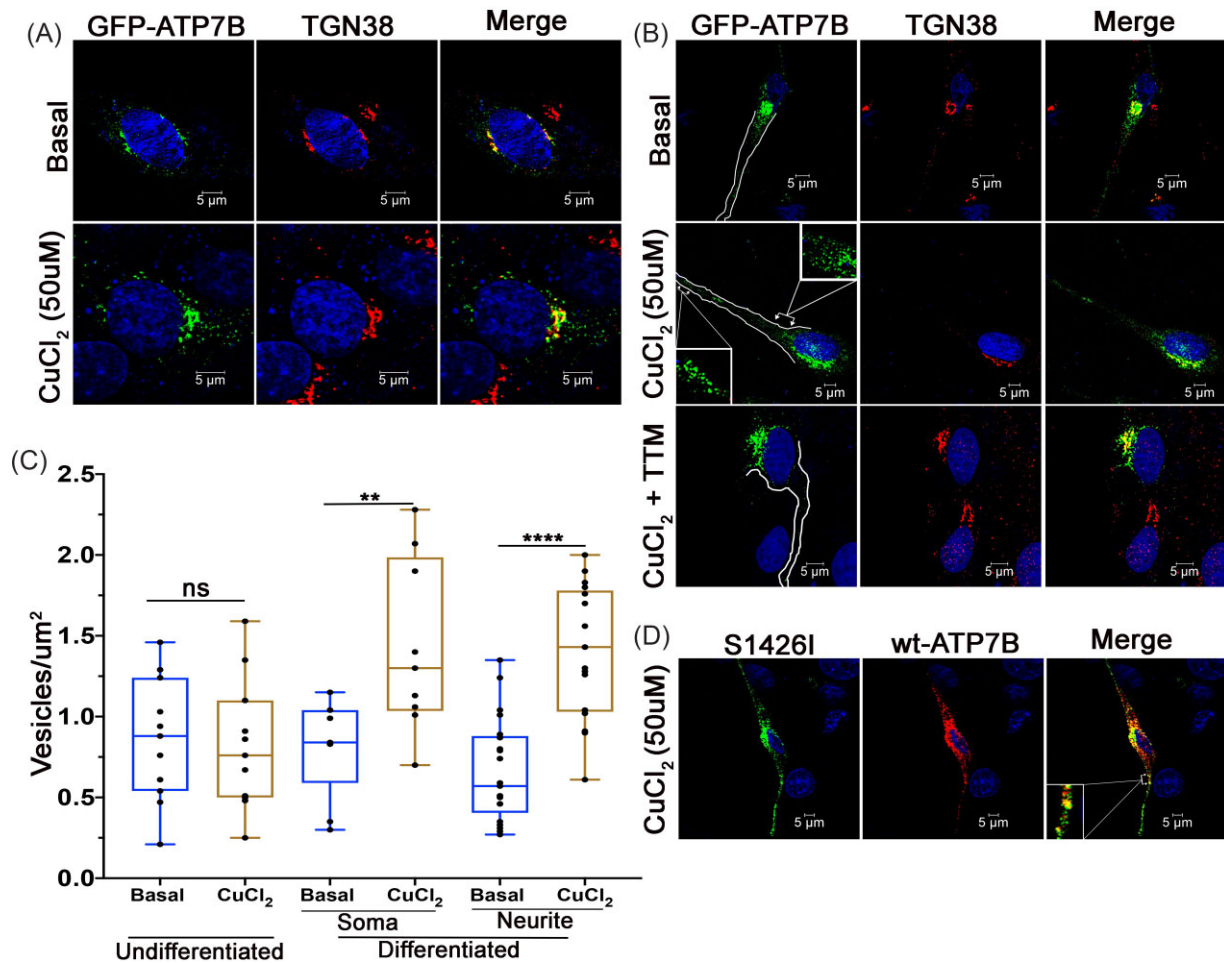 (A)
GFP-ATP7B TGN38 Merge
Basal
5 µm 5 µm 5 µm
CuCl2 (50uM)
5 µm 5 µm 5 µm
(B)
GFP-ATP7B TGN38 Merge
Basal
5 µm 5 µm 5 µm
CuCl2 (50uM)
5 µm 5 µm 5 µm
CuCl2 + TTM
5 µm 5 µm 5 µm
(C)
Vesicles/um2
2.5
2.0
1.5
1.0
0.5
0.0
ns
**
****
Basal CuCl2 Basal CuCl2 Basal CuCl2
Soma Neurite
Undifferentiated Differentiated
(D)
S1426I wt-ATP7B Merge
CuCl2 (50uM)
5 µm 5 µm 5 µm